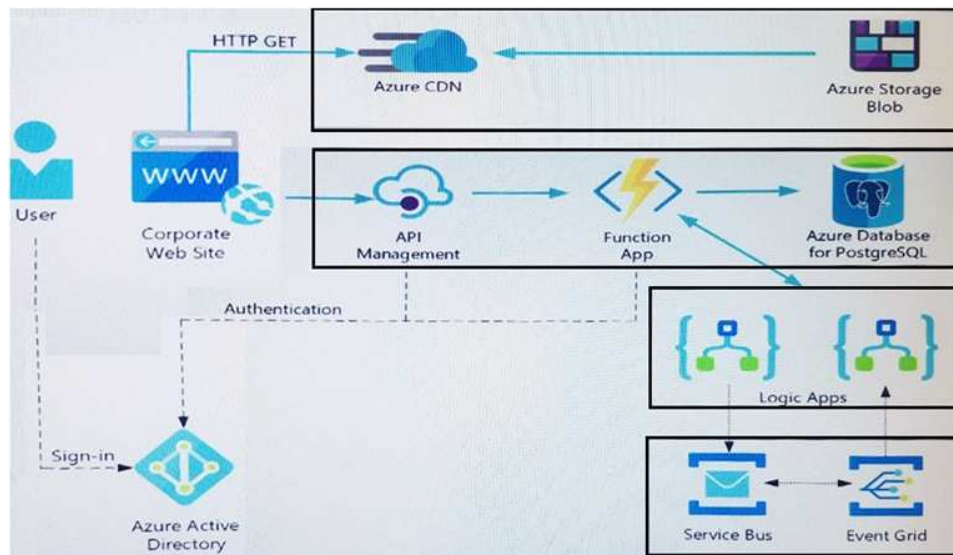 HTTP GET
Azure CDN
Azure Storage
Blob
User
WWW
Corporate
Web Site
API
Management
Function
App
Azure Database
for PostgreSQL
Authentication
Logic Apps
Sign-in
Azure Active
Directory
Service Bus
Event Grid